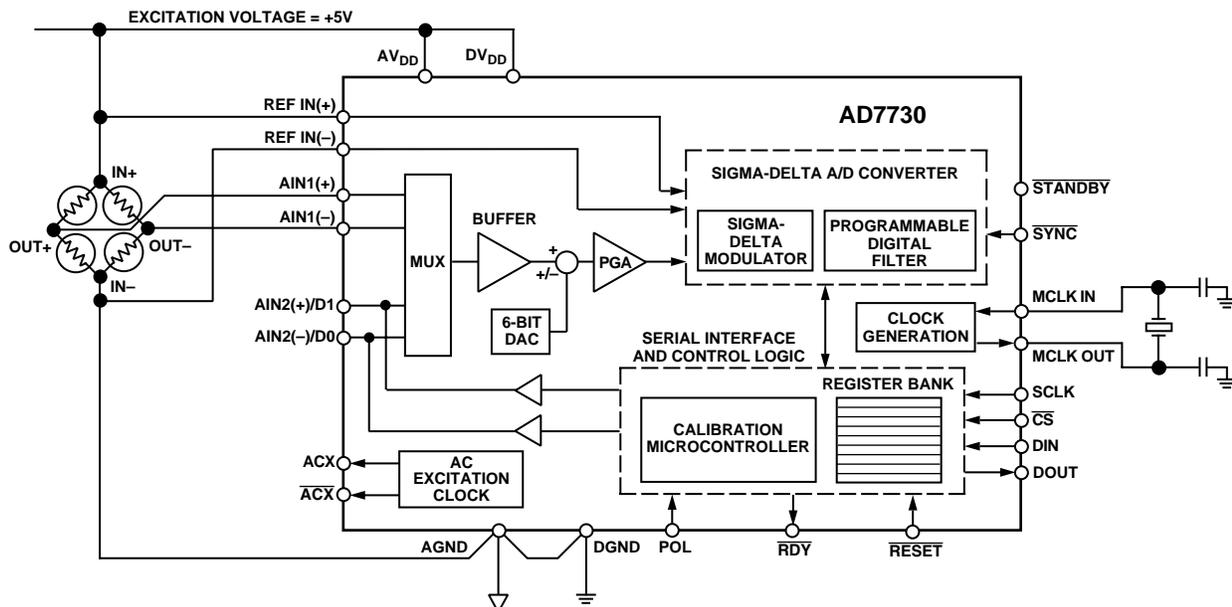 EXCITATION VOLTAGE = +5V
AVDD
DVDD
REF IN(+)
REF IN(–)
AD7730
IN+
SIGMA-DELTA A/D CONVERTER
STANDBY
AIN1(+)
AIN1(–)
BUFFER
OUT+
OUT–
MUX
SIGMA-
DELTA
MODULATOR
PROGRAMMABLE
DIGITAL
FILTER
SYNC
+
+/–
PGA
IN–
MCLK IN
AIN2(+)/D1
AIN2(–)/D0
6-BIT
DAC
CLOCK
GENERATION
SERIAL INTERFACE
AND CONTROL LOGIC
MCLK OUT
REGISTER BANK
SCLK
CALIBRATION
MICROCONTROLLER
CS
DIN
DOUT
ACX
ACX
AC
EXCITATION
CLOCK
AGND
DGND
POL
RDY
RESET